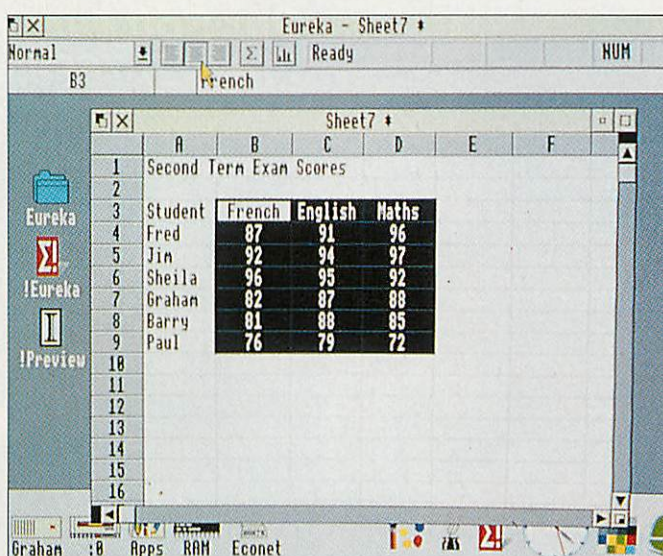 Eureka - Sheet7 *
Normal Σ Ready NUM
B3 French
Sheet7 *
A B C D E F
1 Second Term Exam Scores
2
3 Student French English Maths
4 Fred 87 91 96
5 Jim 92 94 97
6 Sheila 96 95 92
7 Graham 82 87 88
8 Barry 81 88 85
9 Paul 76 79 72
10
11
12
13
14
15
16
Eureka
Σ!
!Eureka
!Preview
Graham :0 Apps RAM Econet Σ!